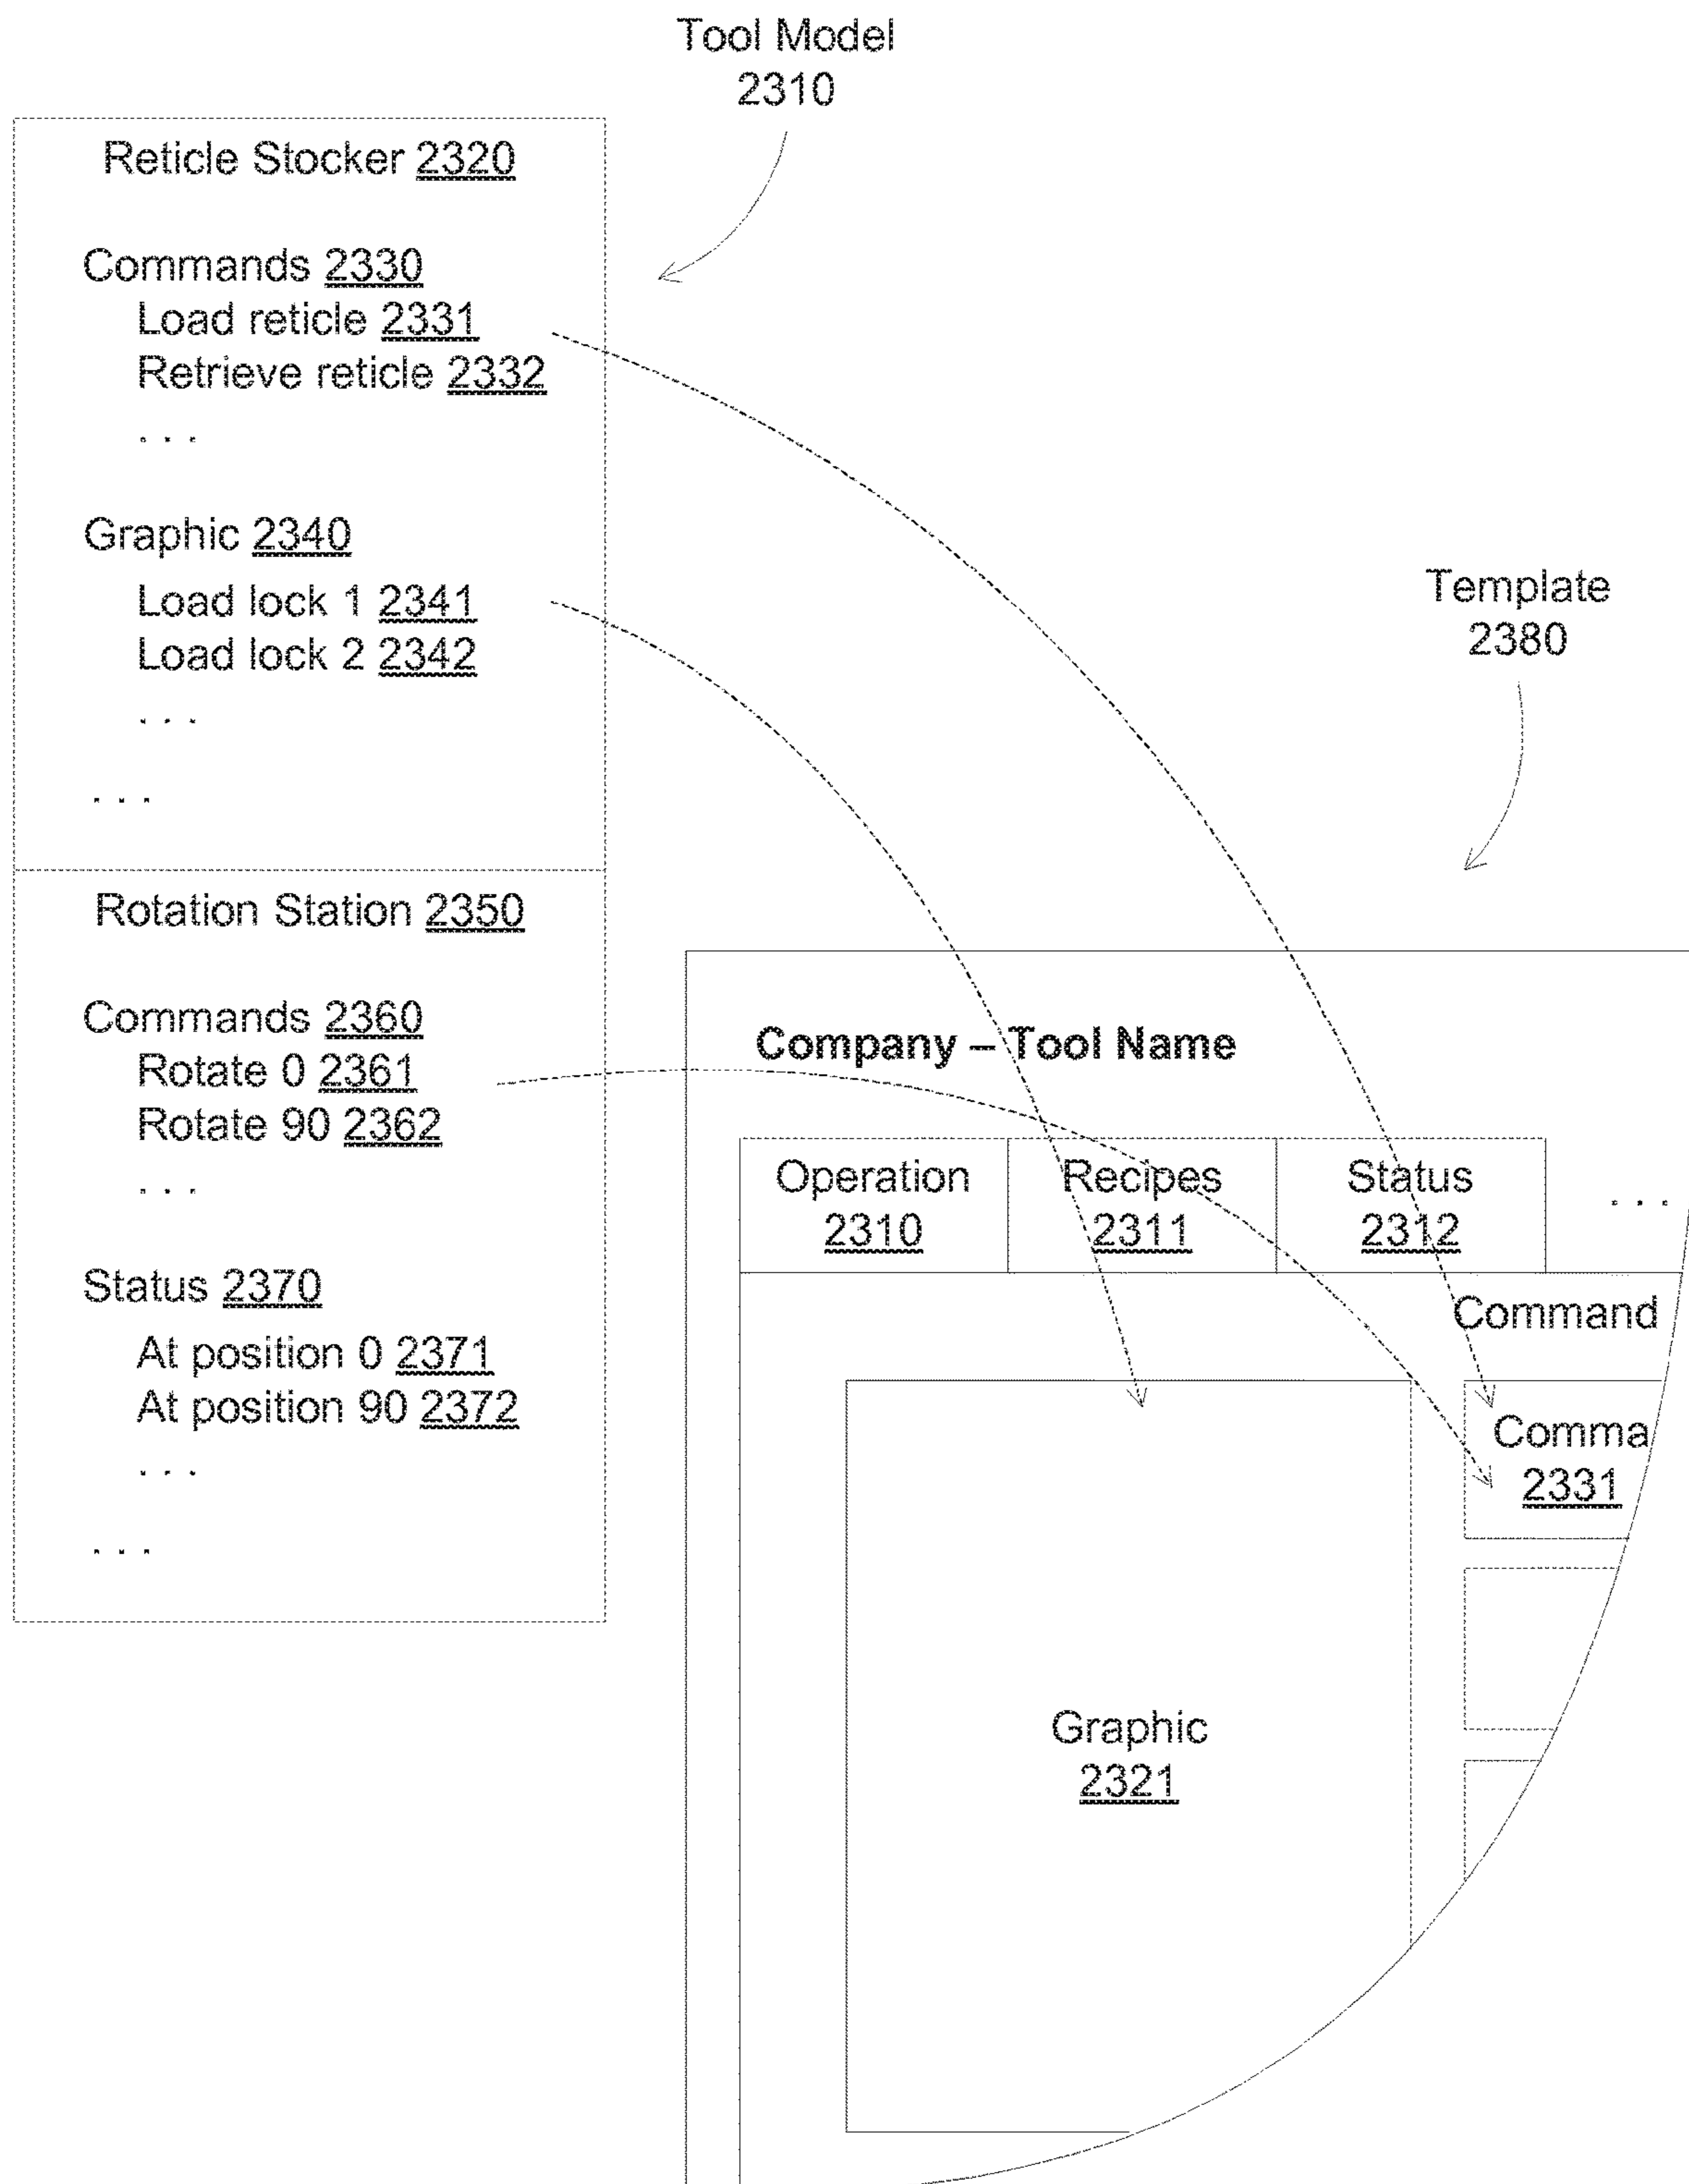 Tool Model
2310
Reticle Stocker 2320
Commands 2330
Load reticle 2331
Retrieve reticle 2332
. . .
Graphic 2340
Load lock 1 2341
Load lock 2 2342
. . .
. . .
Rotation Station 2350
Commands 2360
Rotate 0 2361
Rotate 90 2362
. . .
Status 2370
At position 0 2371
At position 90 2372
. . .
. . .
Template
2380
Company – Tool Name
Operation
2310
Recipes
2311
Status
2312
. . .
Command
Comma
2331
Graphic
2321